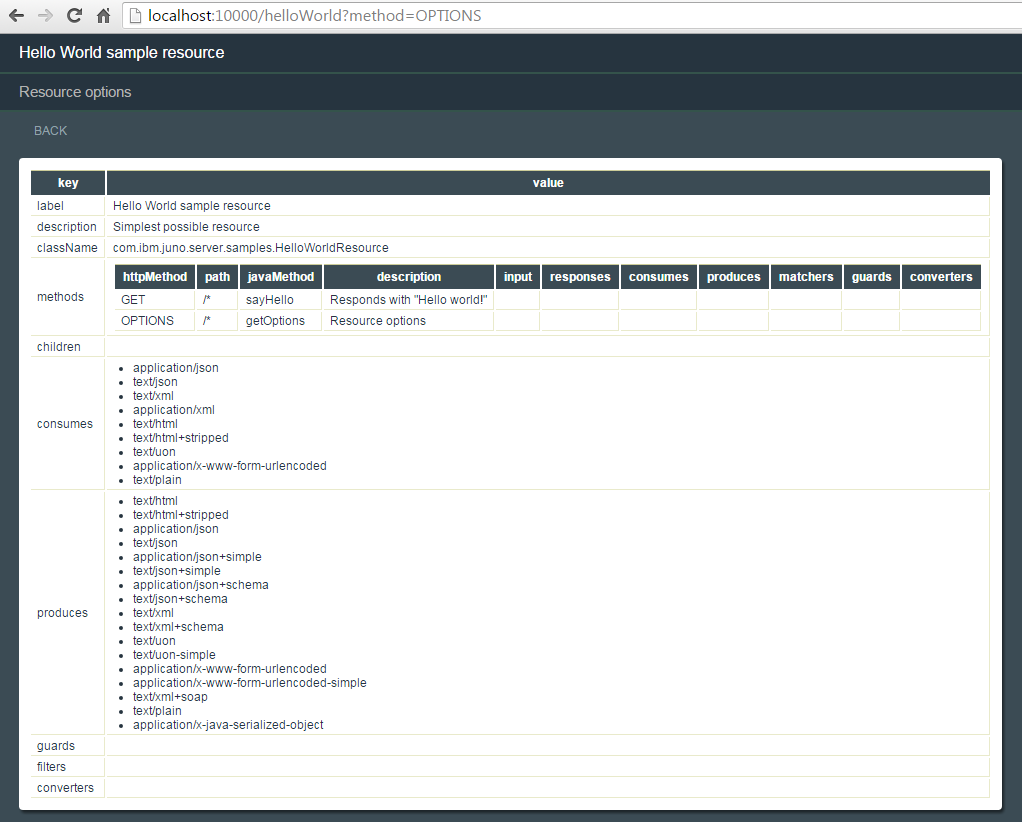 localhost:10000/helloWorld?method=OPTIONS
Hello World sample resource
Resource options
BACK
key value
label Hello World sample resource
description Simplest possible resource
className com.ibm.juno.server.samples.HelloWorldResource
methods
httpMethod path javaMethod description input responses consumes produces matchers guards converters
GET /* sayHello Responds with "Hello world!"
OPTIONS /* getOptions Resource options
children
consumes
application/json
text/json
text/xml
application/xml
text/html
text/html+stripped
text/uon
application/x-www-form-urlencoded
text/plain
produces
text/html
text/html+stripped
application/json
text/json
application/json+simple
text/json+simple
application/json+schema
text/json+schema
text/xml
text/xml+schema
text/uon
text/uon-simple
application/x-www-form-urlencoded
application/x-www-form-urlencoded-simple
text/xml+soap
text/plain
application/x-java-serialized-object
guards
filters
converters